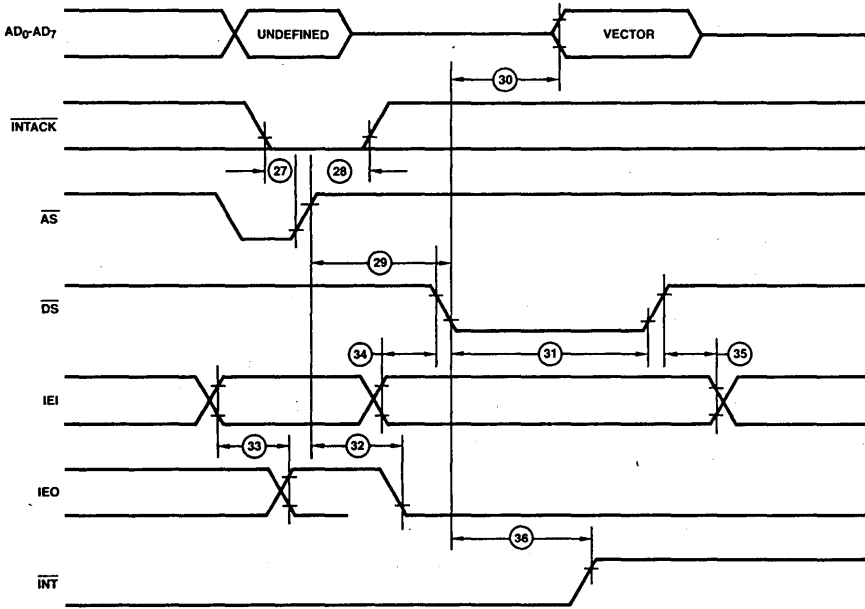 AD0-AD7 UNDEFINED VECTOR
30
INTACK
27 28
AS
29
DS
34 31 35
IEI
33 32
IEO
36
INT